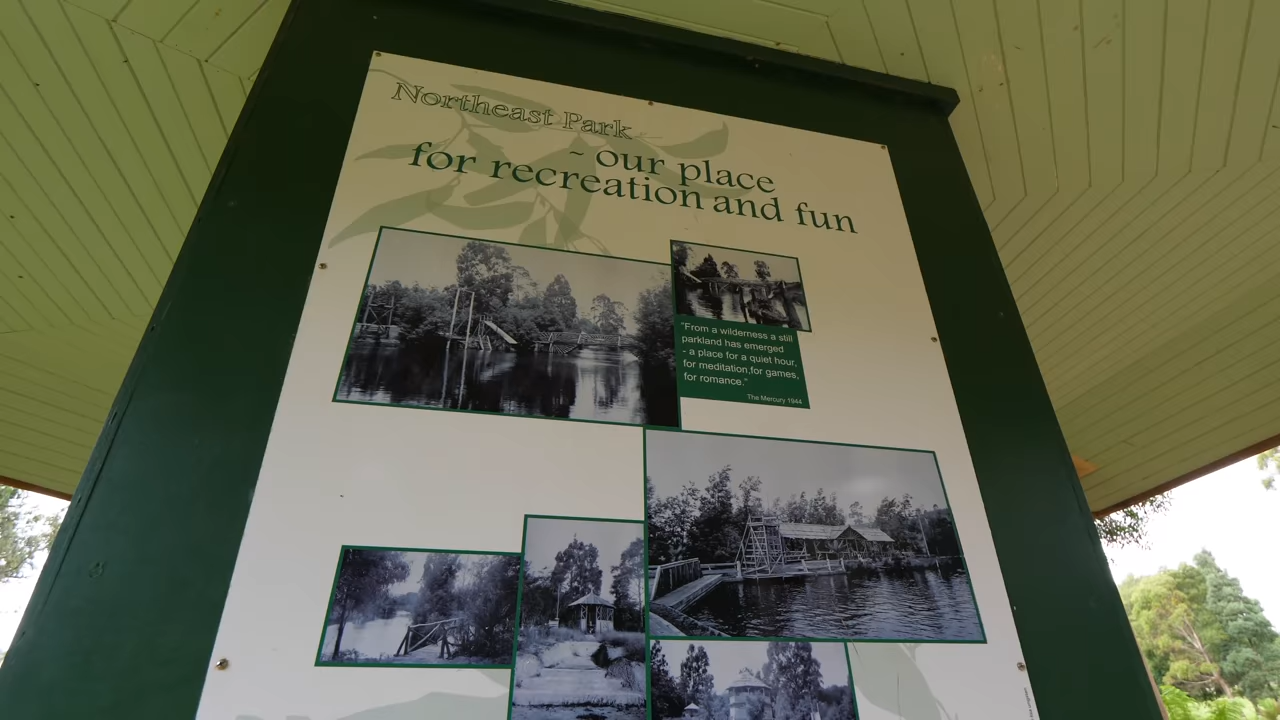 Northeast Park
- our place
for recreation and fun
"From a wilderness a still
parkland has emerged
- a place for a quiet hour,
for meditation,for games,
for romance."
The Mercury 1944